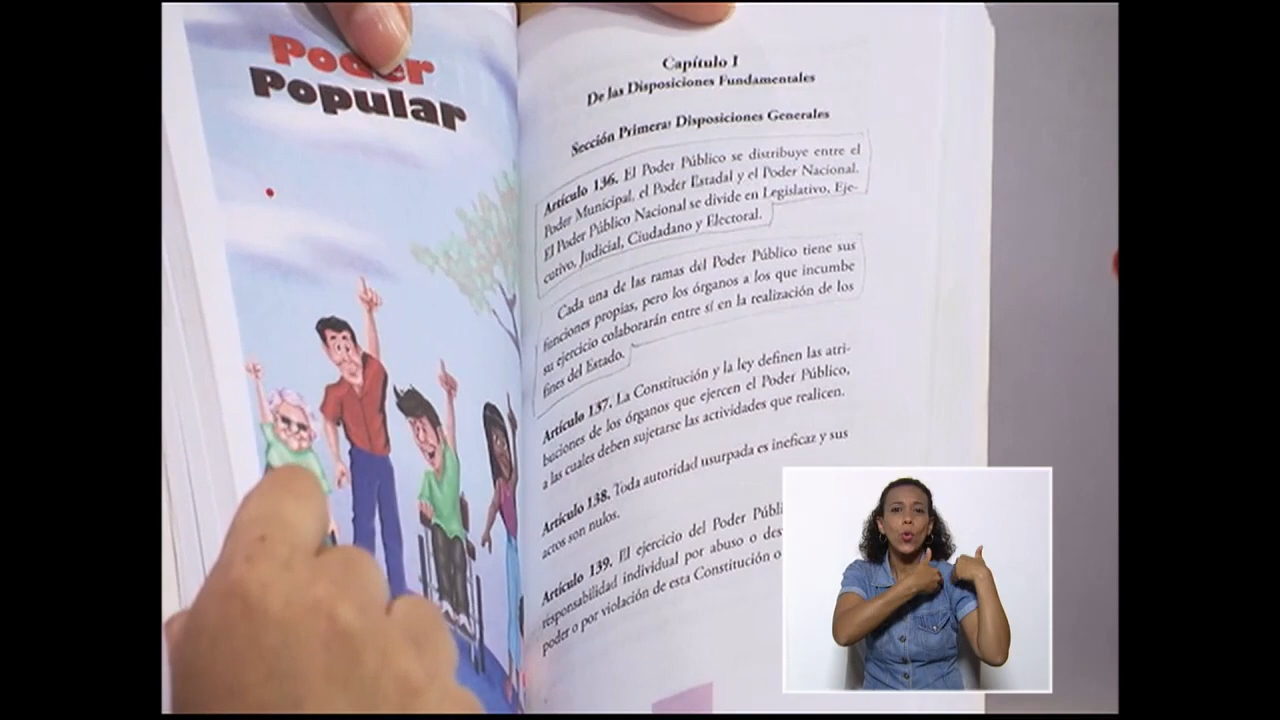 Poder
Popular
Capítulo I
De las Disposiciones Fundamentales
Sección Primera: Disposiciones Generales
Artículo 136. El Poder Público se distribuye entre el
Poder Municipal, el Poder Estadal y el Poder Nacional.
El Poder Público Nacional se divide en Legislativo, Eje-
cutivo, Judicial, Ciudadano y Electoral.
Cada una de las ramas del Poder Público tiene sus
funciones propias, pero los órganos a los que incumbe
su ejercicio colaborarán entre sí en la realización de los
fines del Estado.
Artículo 137. La Constitución y la ley definen las atri-
buciones de los órganos que ejercen el Poder Público,
a las cuales deben sujetarse las actividades que realicen.
Artículo 138. Toda autoridad usurpada es ineficaz y sus
actos son nulos.
Artículo 139. El ejercicio del Poder Públi
responsabilidad individual por abuso o des
poder o por violación de esta Constitución o